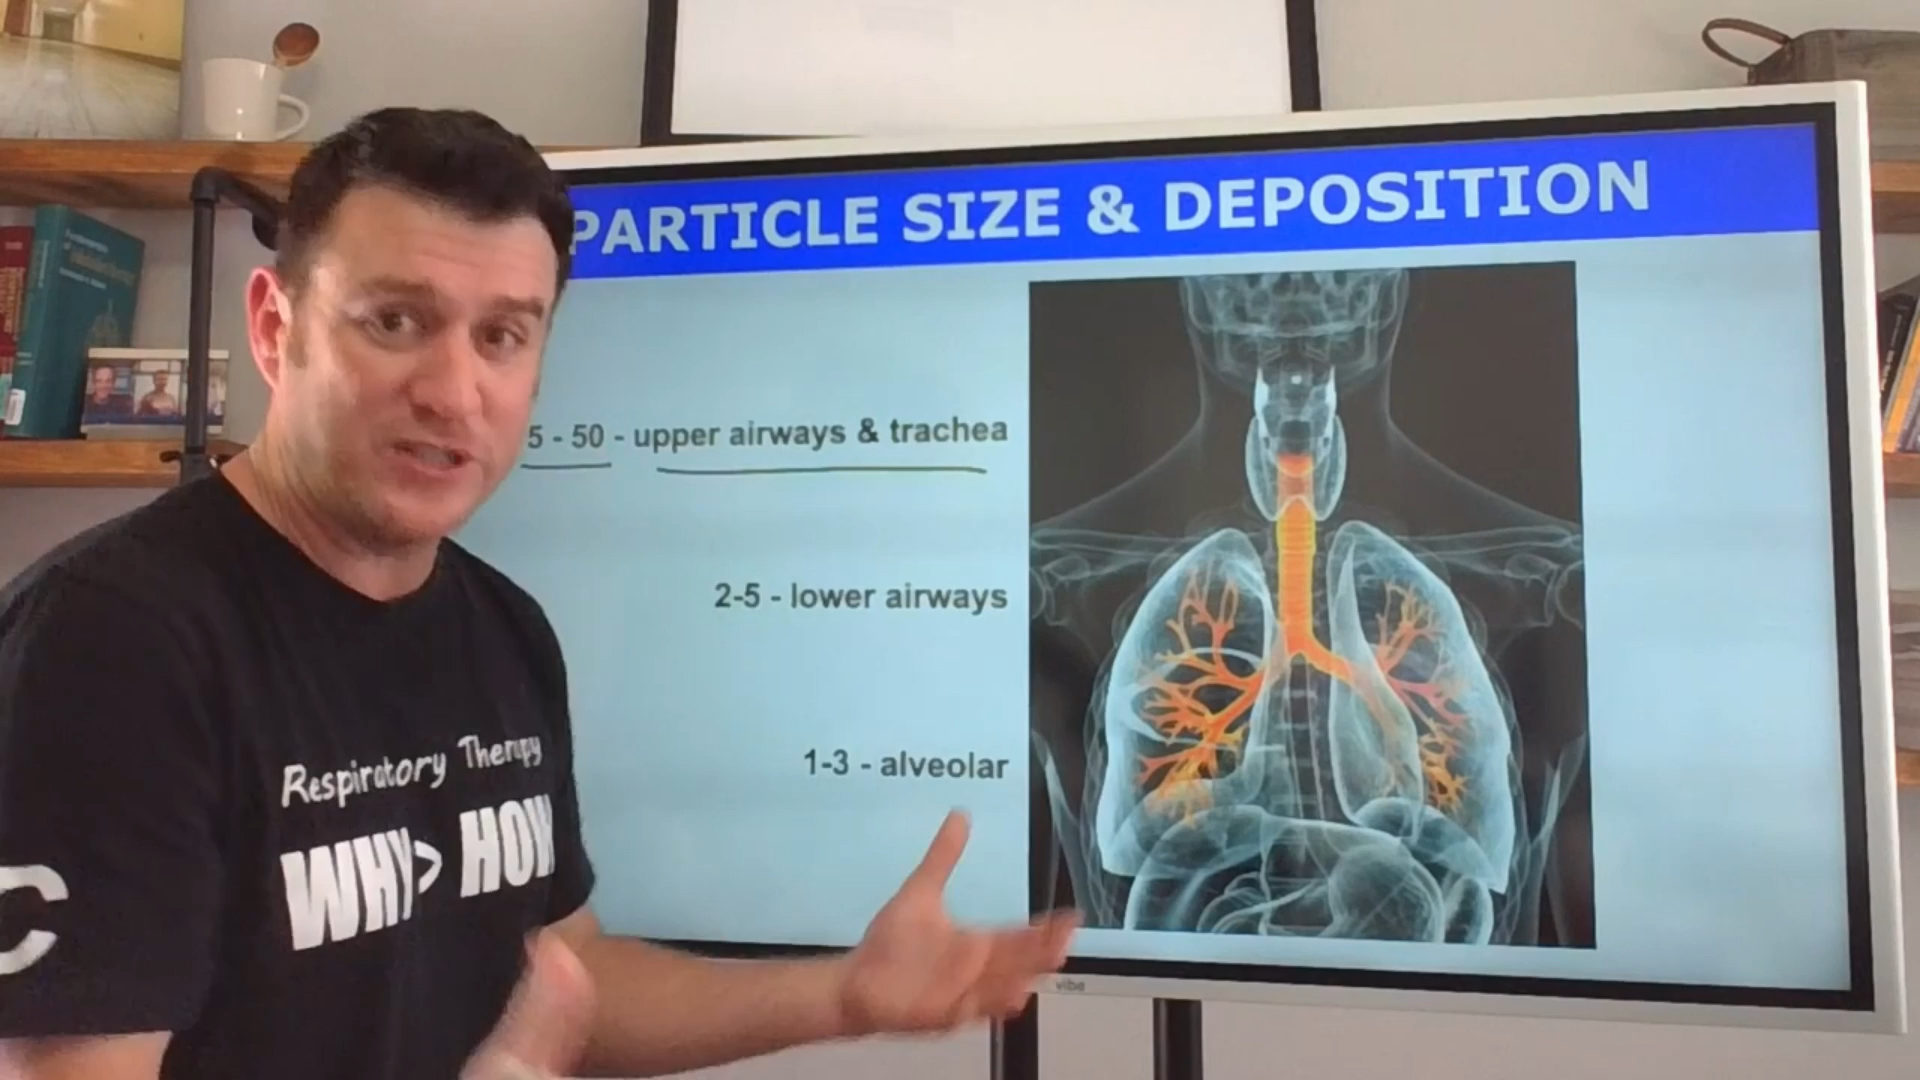 PARTICLE SIZE & DEPOSITION
5 - 50 - upper airways & trachea
2-5 - lower airways
1-3 - alveolar
Respiratory Therapy
WHY> HOW
C
vibe